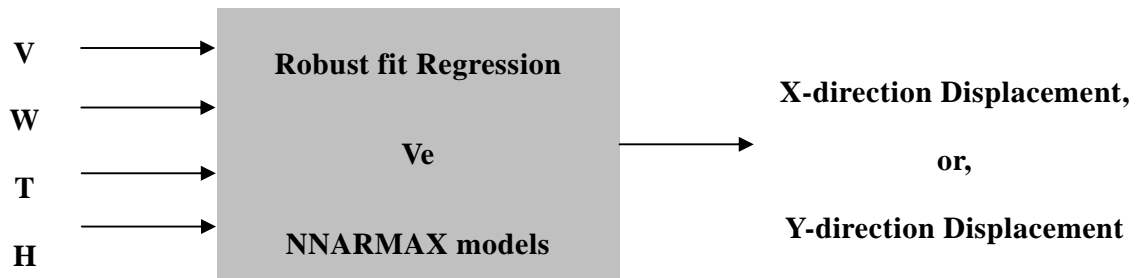 V
W
T
H
Robust fit Regression
Ve
NNARMAX models
X-direction Displacement,
or,
Y-direction Displacement